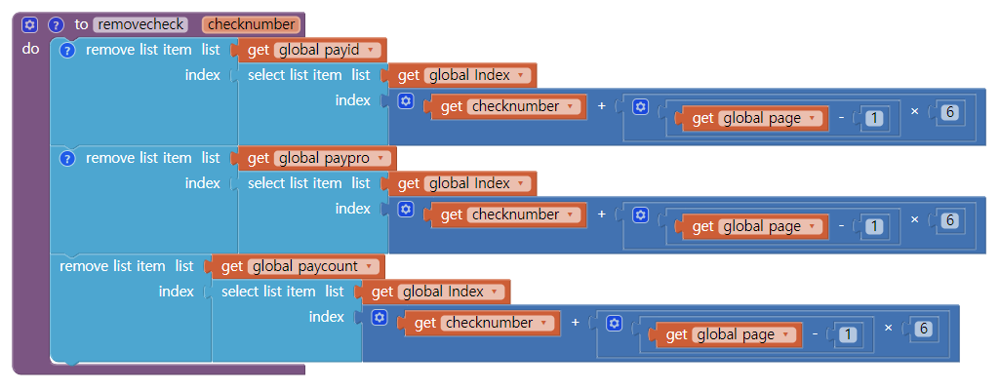 ? to removecheck checknumber
do
? remove list item list get global payid
index select list item list get global Index
index get checknumber + get global page - 1 × 6
? remove list item list get global paypro
index select list item list get global Index
index get checknumber + get global page - 1 × 6
remove list item list get global paycount
index select list item list get global Index
index get checknumber + get global page - 1 × 6